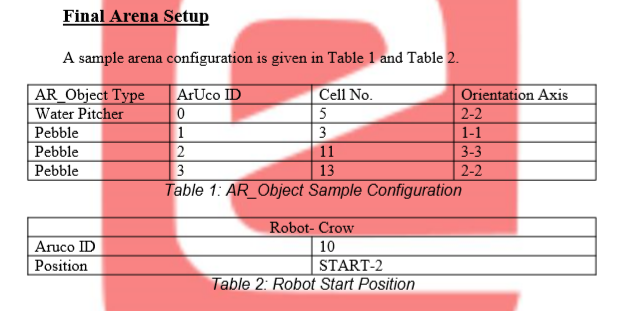 Final Arena Setup
A sample arena configuration is given in Table 1 and Table 2.
AR_Object Type ArUco ID Cell No. Orientation Axis
Water Pitcher 0 5 2-2
Pebble 1 3 1-1
Pebble 2 11 3-3
Pebble 3 13 2-2
Table 1: AR_Object Sample Configuration
Robot- Crow
Aruco ID 10
Position START-2
Table 2: Robot Start Position